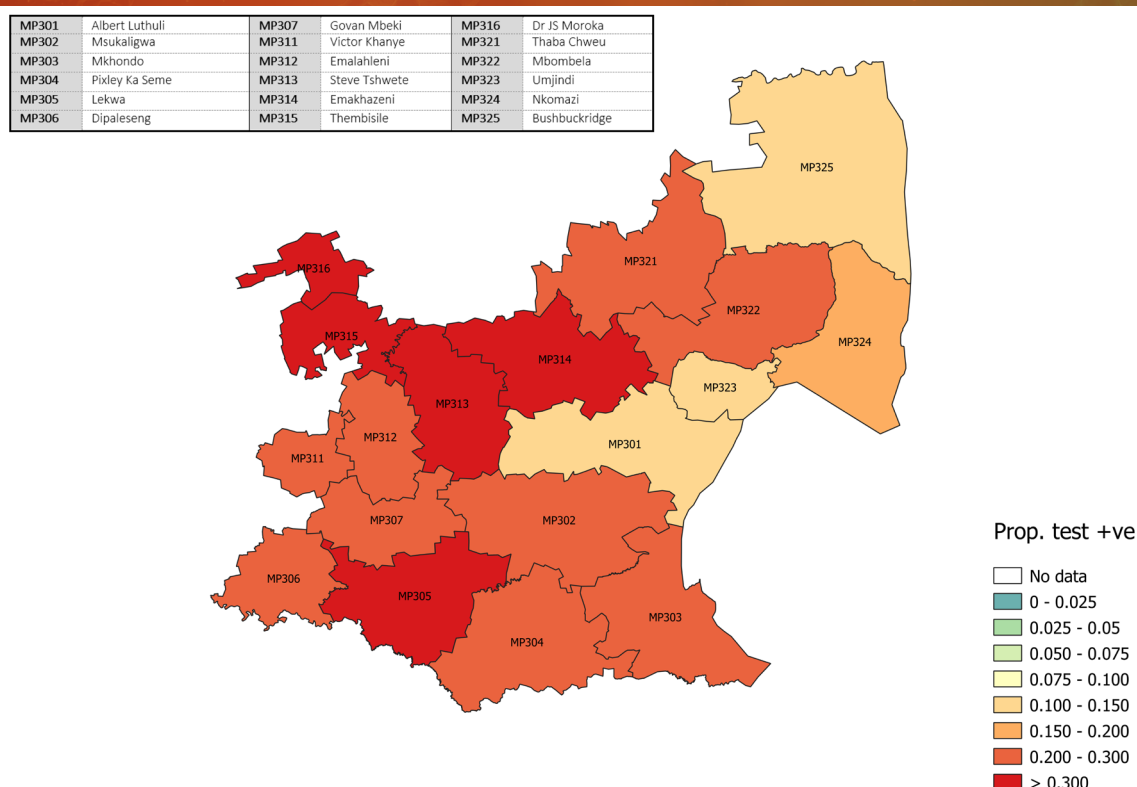 MP301 Albert Luthuli MP307 Govan Mbeki MP316 Dr JS Moroka
MP302 Msukaligwa MP311 Victor Khanye MP321 Thaba Chweu
MP303 Mkhondo MP312 Emalahleni MP322 Mbombela
MP304 Pixley Ka Seme MP313 Steve Tshwete MP323 Umjindi
MP305 Lekwa MP314 Emakhazeni MP324 Nkomazi
MP306 Dipaleseng MP315 Thembisile MP325 Bushbuckridge
MP325
MP321
MP316
MP322
MP315
MP324
MP314
MP323
MP313
MP312
MP301
MP311
MP307
MP302
MP306
MP305
MP303
MP304
Prop. test +ve
No data
0 - 0.025
0.025 - 0.05
0.050 - 0.075
0.075 - 0.100
0.100 - 0.150
0.150 - 0.200
0.200 - 0.300
> 0.300